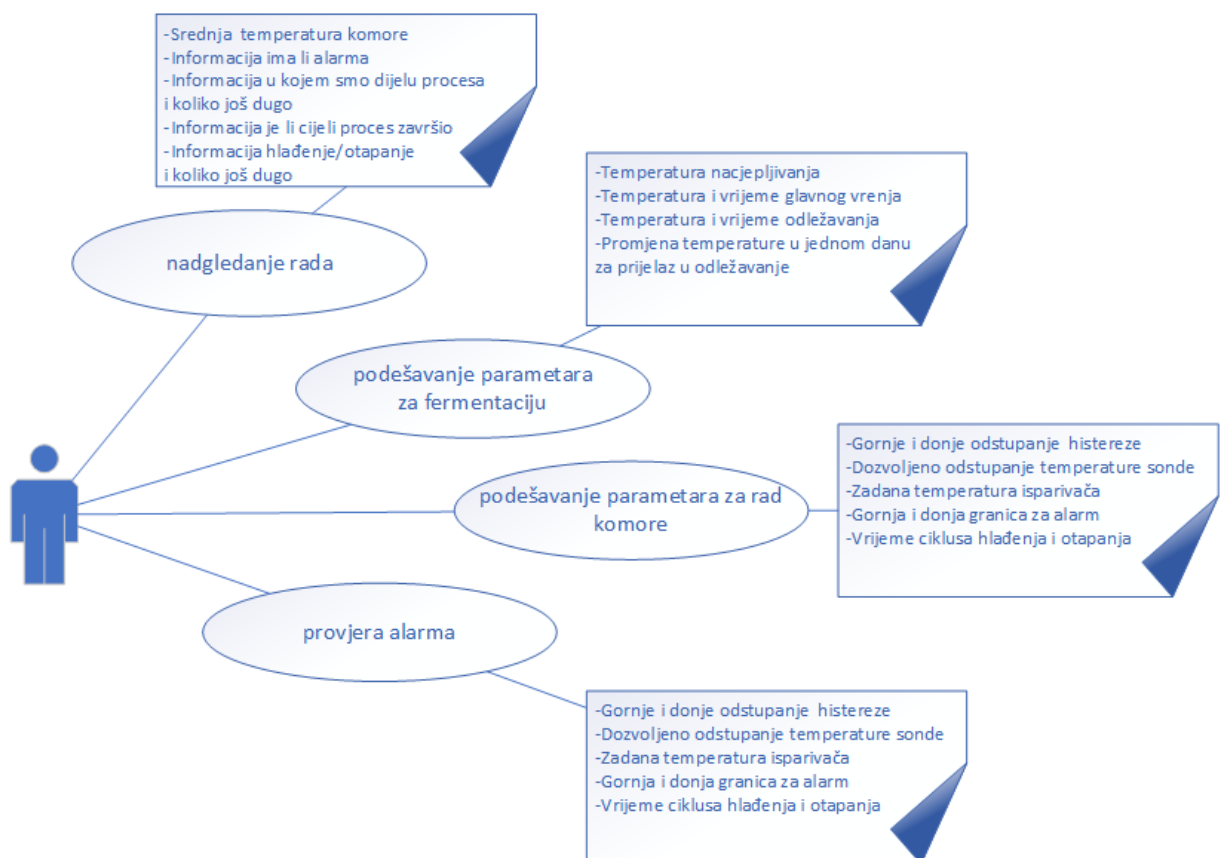 -Srednja temperatura komore
-Informacija ima li alarma
-Informacija u kojem smo dijelu procesa
i koliko još dugo
-Informacija je li cijeli proces završio
-Informacija hlađenje/otapanje
i koliko još dugo
nadgledanje rada
-Temperatura nacjepljivanja
-Temperatura i vrijeme glavnog vrenja
-Temperatura i vrijeme odležavanja
-Promjena temperature u jednom danu
za prijelaz u odležavanje
podešavanje parametara
za fermentaciju
-Gornje i donje odstupanje histereze
-Dozvoljeno odstupanje temperature sonde
-Zadana temperatura isparivača
-Gornja i donja granica za alarm
-Vrijeme ciklusa hlađenja i otapanja
podešavanje parametara za rad
komore
provjera alarma
-Gornje i donje odstupanje histereze
-Dozvoljeno odstupanje temperature sonde
-Zadana temperatura isparivača
-Gornja i donja granica za alarm
-Vrijeme ciklusa hlađenja i otapanja